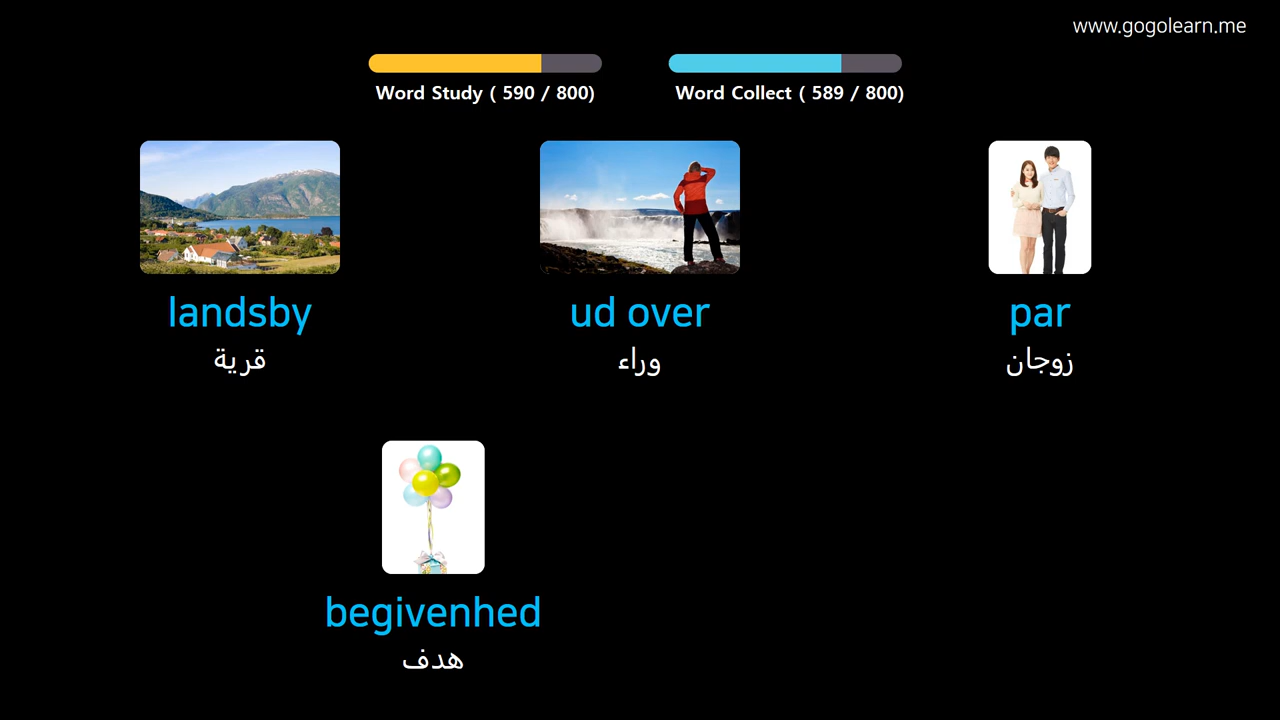 www.gogolearn.me
Word Study ( 590 / 800)
Word Collect ( 589 / 800)
landsby
قرية
ud over
وراء
par
زوجان
begivenhed
هدف